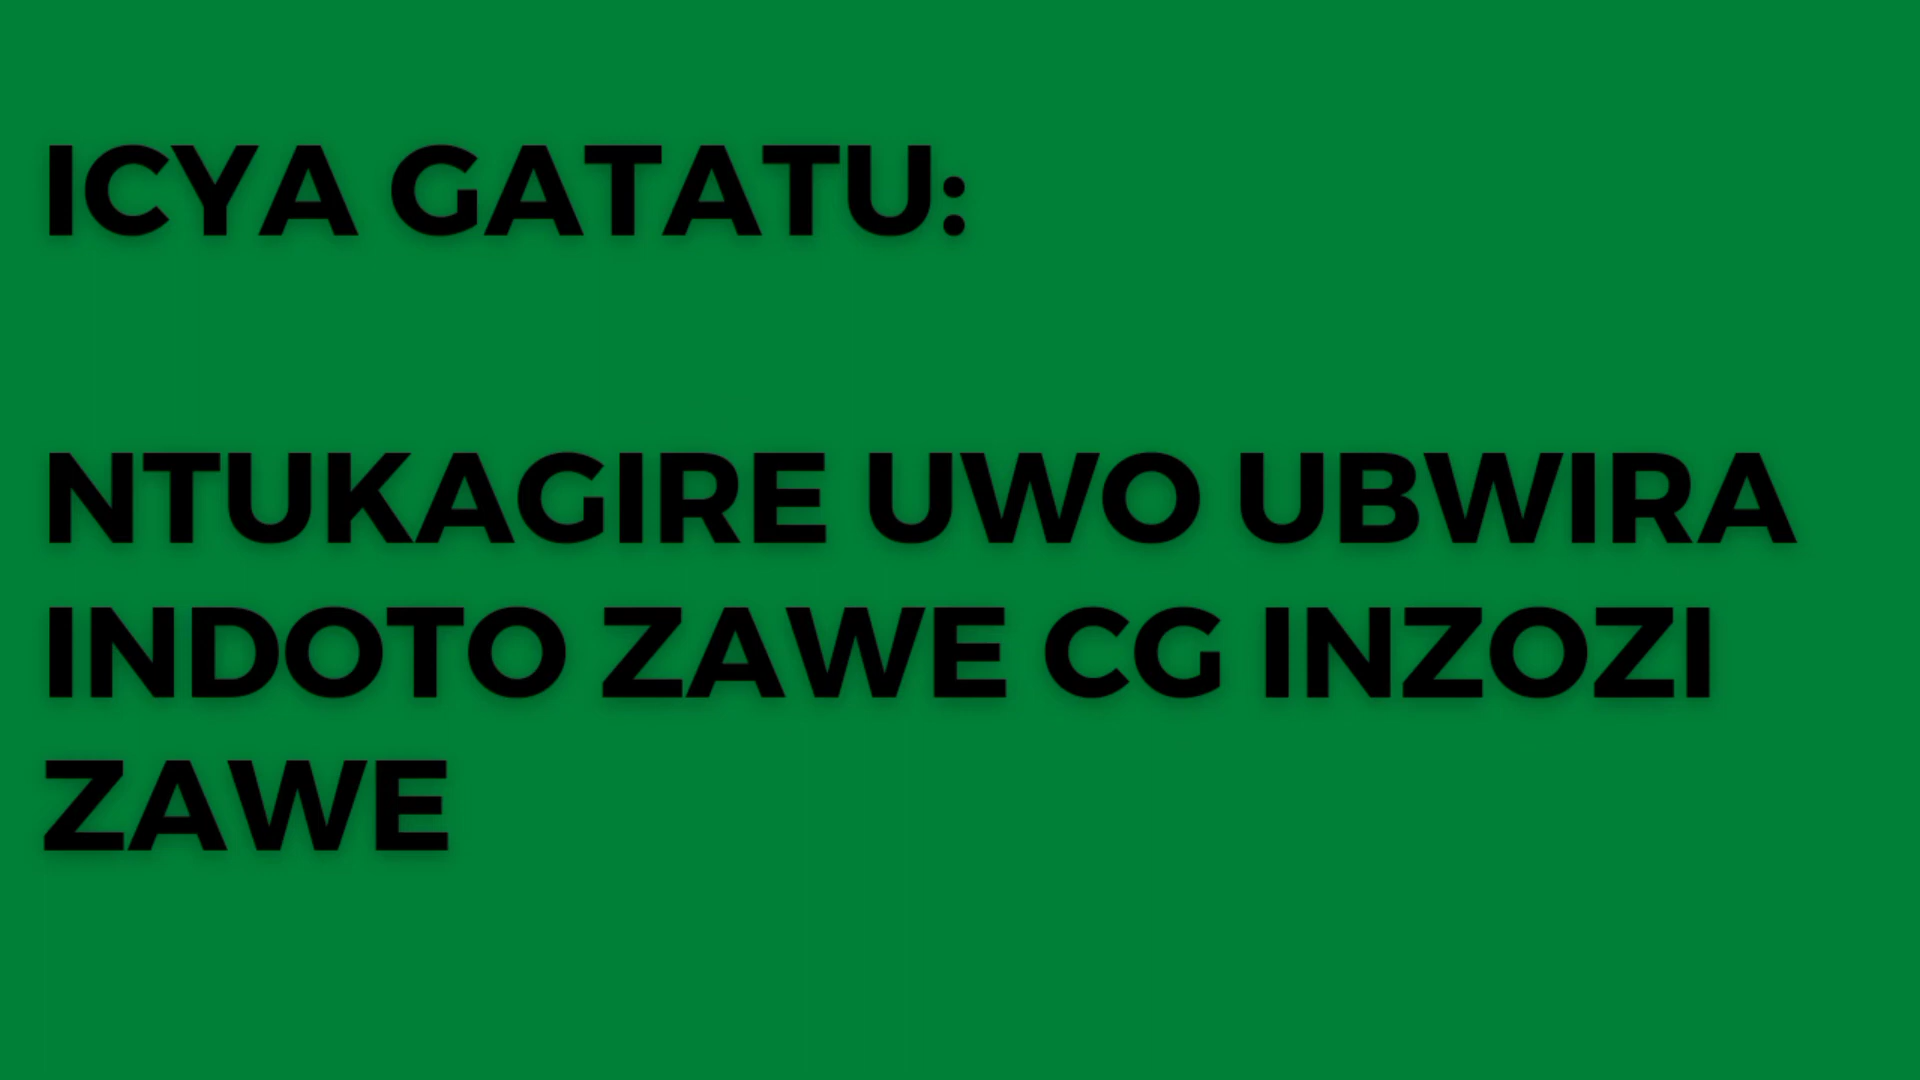 ICYA GATATU:
NTUKAGIRE UWO UBWIRA
INDOTO ZAWE CG INZOZI
ZAWE